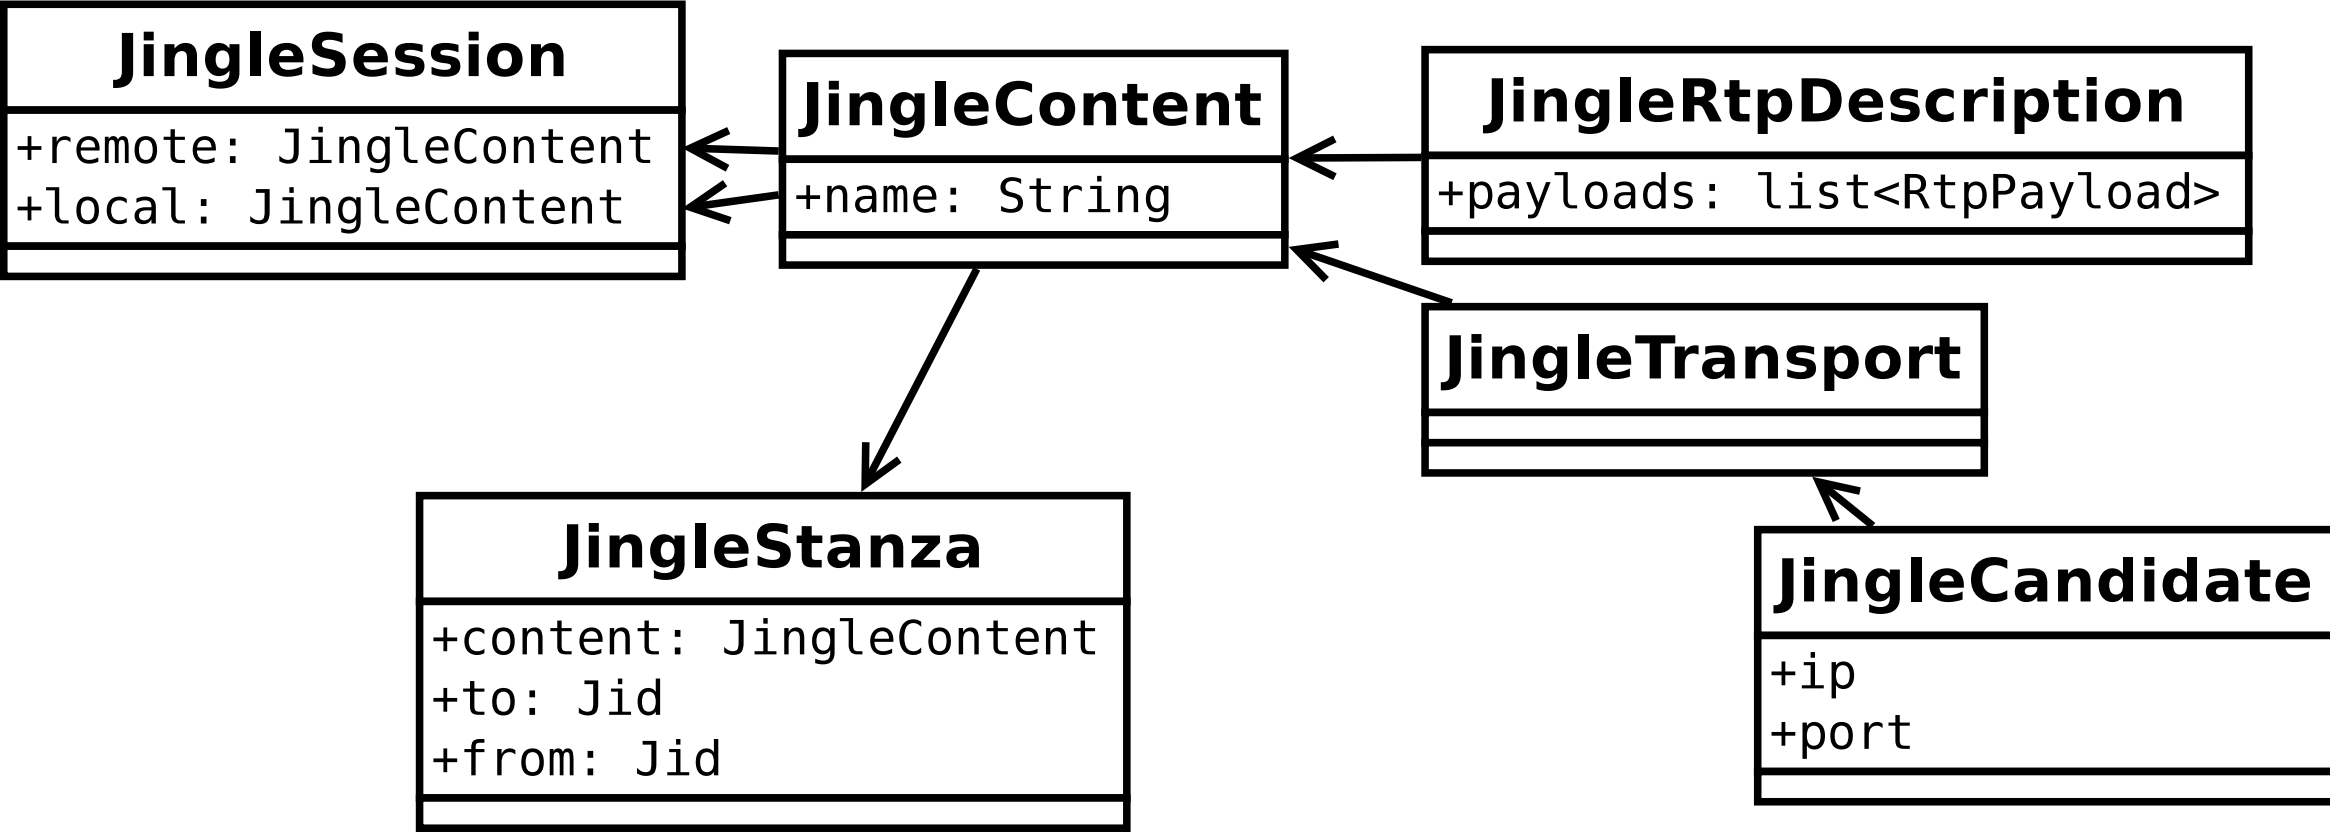 JingleSession
+remote: JingleContent
+local: JingleContent
JingleContent
+name: String
JingleRtpDescription
+payloads: list<RtpPayload>
JingleTransport
JingleStanza
+content: JingleContent
+to: Jid
+from: Jid
JingleCandidate
+ip
+port